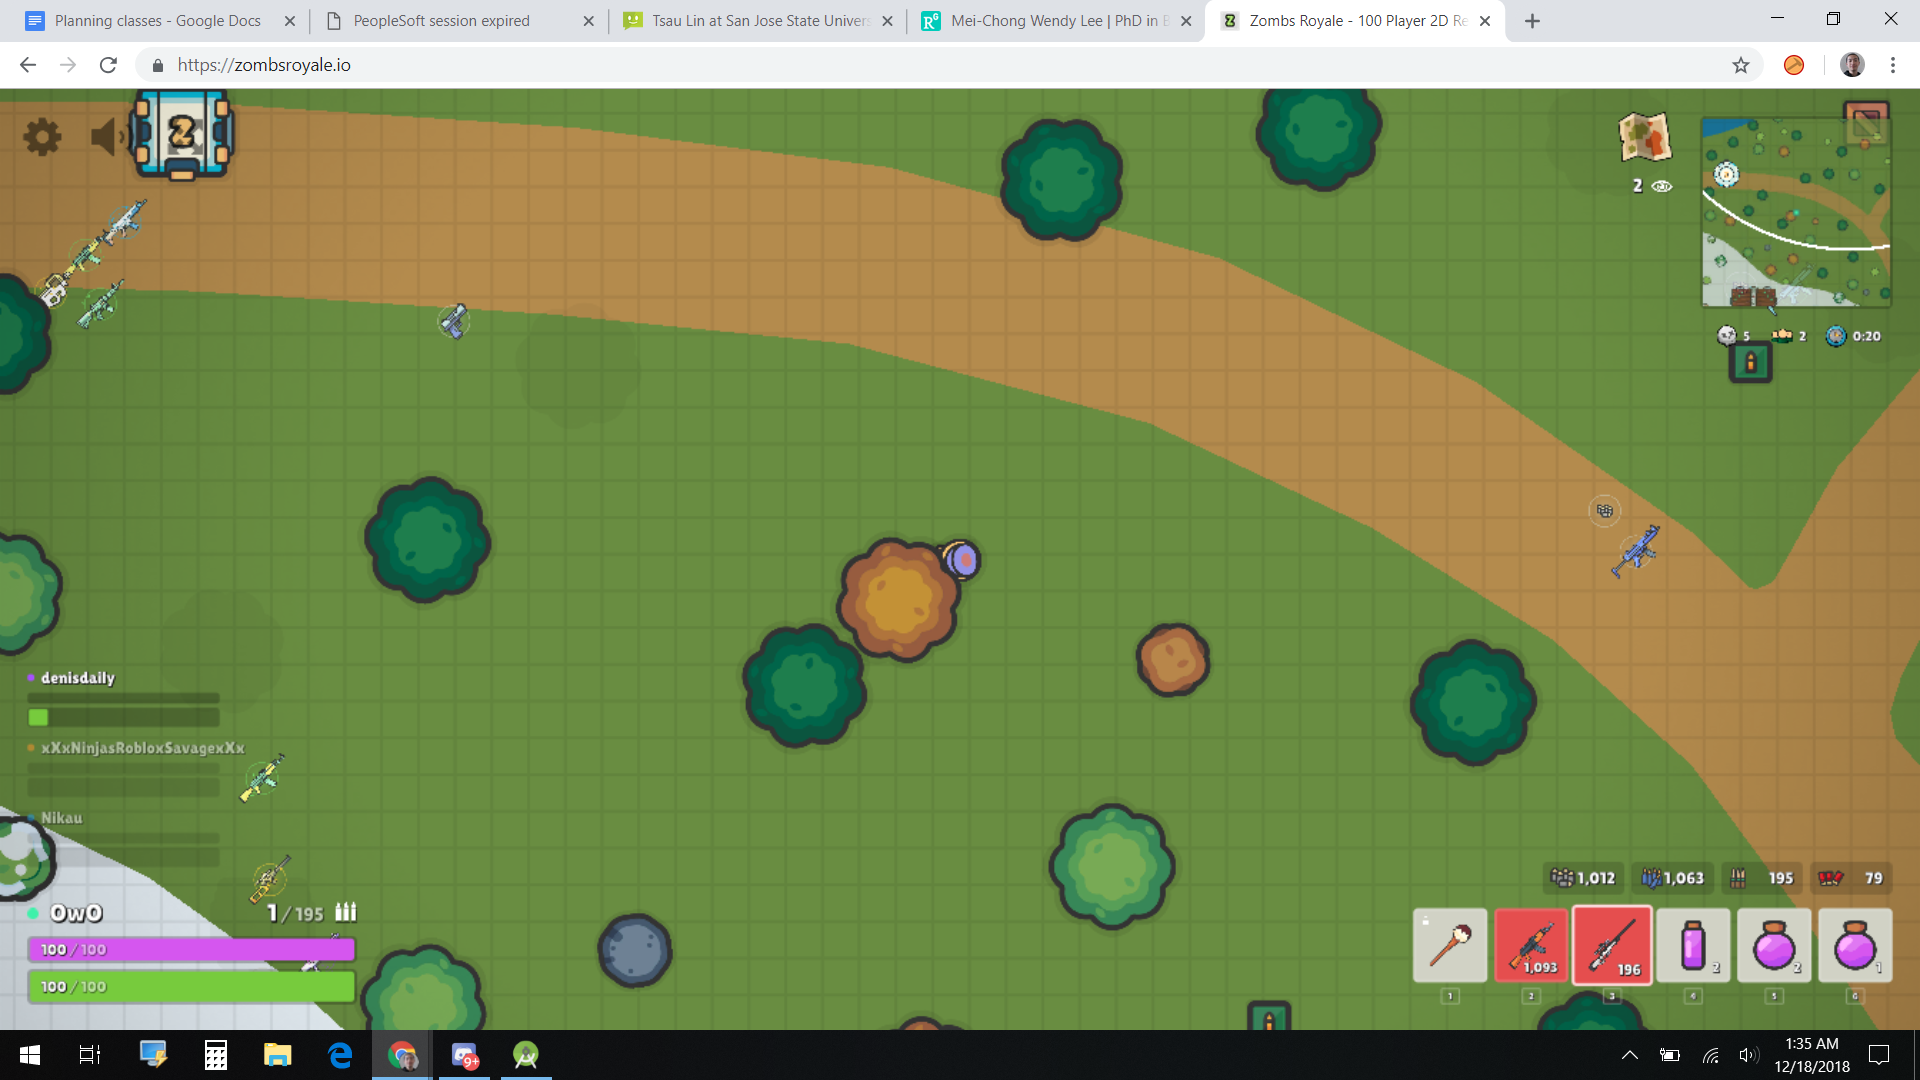 Planning classes - Google Docs
PeopleSoft session expired
Tsau Lin at San Jose State Univers
Mei-Chong Wendy Lee | PhD in B
Zombs Royale - 100 Player 2D Re
https://zombsroyale.io
Z
2
5
2
0:20
denisdaily
xXxNinjasRobloxSavagexXx
Nikau
OwO
1/195
100/100
100/100
1,012
1,063
195
79
1,093
196
2
2
1
1
2
3
4
5
6
9+
1:35 AM
12/18/2018